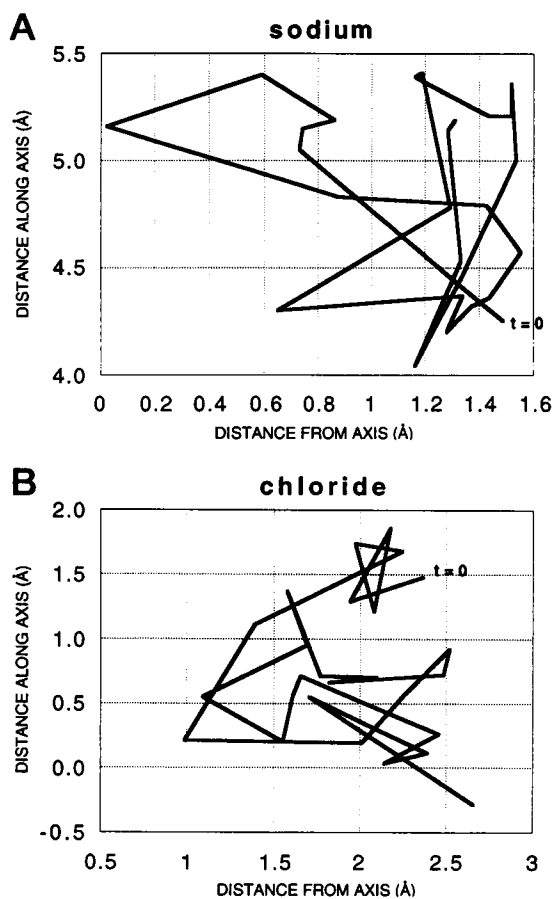 A
sodium
DISTANCE ALONG AXIS (Å)
5.5
5.0
4.5
4.0
t=0
0 0.2 0.4 0.6 0.8 1 1.2 1.4 1.6
DISTANCE FROM AXIS (Å)
B
chloride
DISTANCE ALONG AXIS (Å)
2.0
1.5
1.0
0.5
0.0
-0.5
t=0
0.5 1 1.5 2 2.5 3
DISTANCE FROM AXIS (Å)